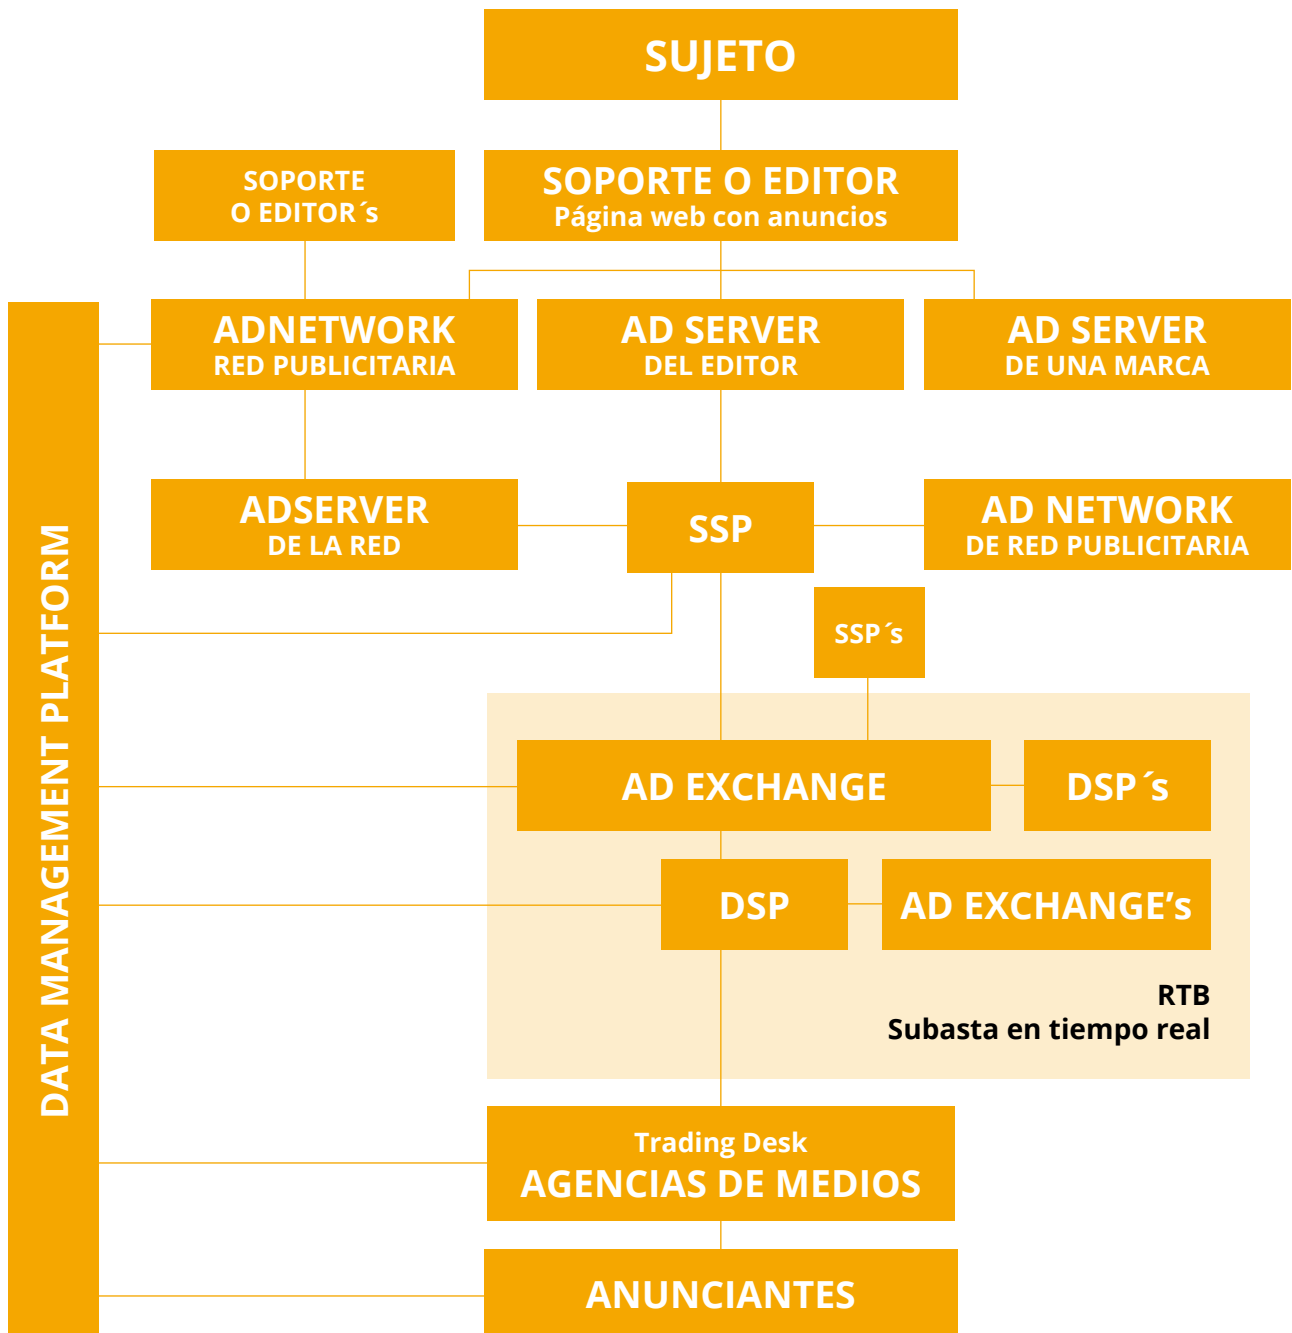 SUJETO
SOPORTE
O EDITOR´s
SOPORTE O EDITOR
Página web con anuncios
ADNETWORK
RED PUBLICITARIA
AD SERVER
DEL EDITOR
AD SERVER
DE UNA MARCA
ADSERVER
DE LA RED
SSP
AD NETWORK
DE RED PUBLICITARIA
SSP´s
DATA MANAGEMENT PLATFORM
AD EXCHANGE
DSP´s
DSP
AD EXCHANGE’s
RTB
Subasta en tiempo real
Trading Desk
AGENCIAS DE MEDIOS
ANUNCIANTES